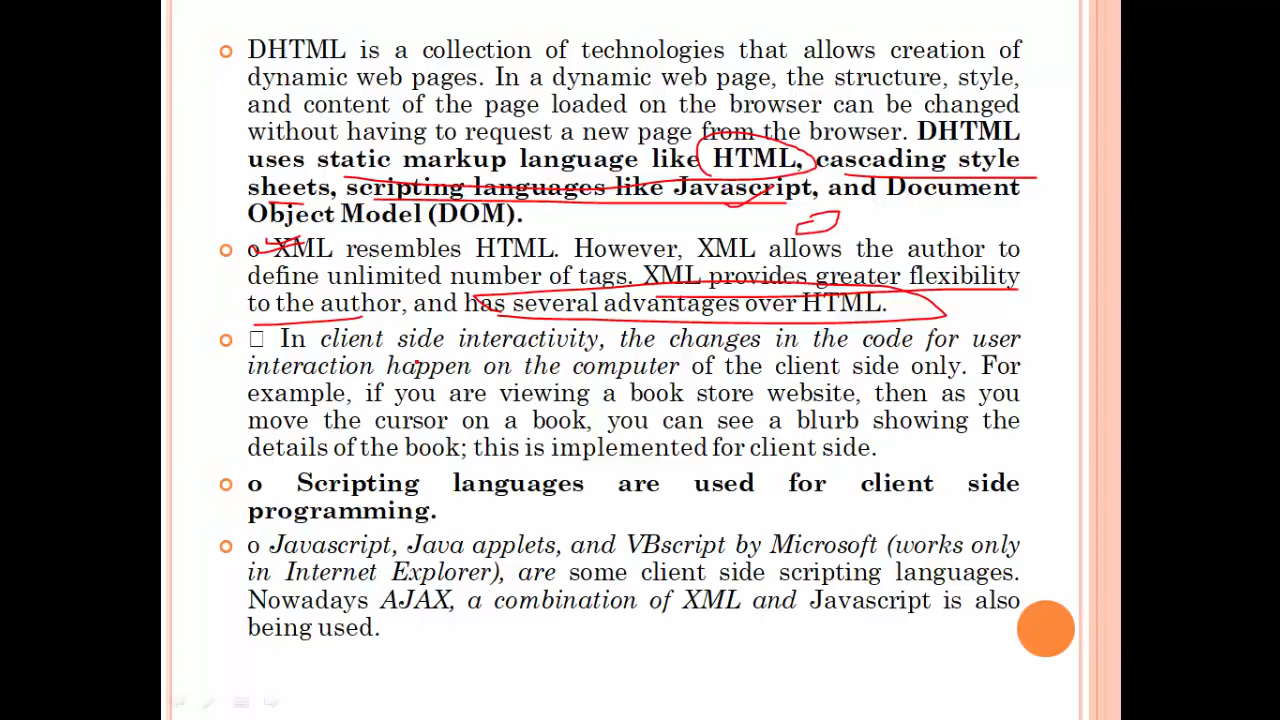 DHTML is a collection of technologies that allows creation of
dynamic web pages. In a dynamic web page, the structure, style,
and content of the page loaded on the browser can be changed
without having to request a new page from the browser. DHTML
uses static markup language like HTML, cascading style
sheets, scripting languages like Javascript, and Document
Object Model (DOM).
o XML resembles HTML. However, XML allows the author to
define unlimited number of tags. XML provides greater flexibility
to the author, and has several advantages over HTML.
□ In client side interactivity, the changes in the code for user
interaction happen on the computer of the client side only. For
example, if you are viewing a book store website, then as you
move the cursor on a book, you can see a blurb showing the
details of the book; this is implemented for client side.
o Scripting languages are used for client side
programming.
o Javascript, Java applets, and VBscript by Microsoft (works only
in Internet Explorer), are some client side scripting languages.
Nowadays AJAX, a combination of XML and Javascript is also
being used.